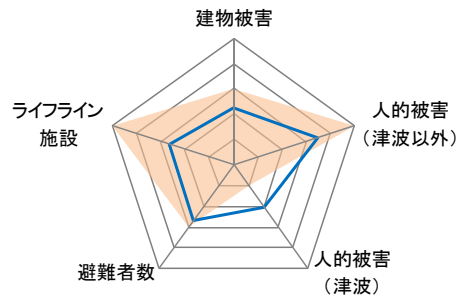 建物被害
ライフライン
施設
人的被害
（津波以外）
避難者数
人的被害
（津波）